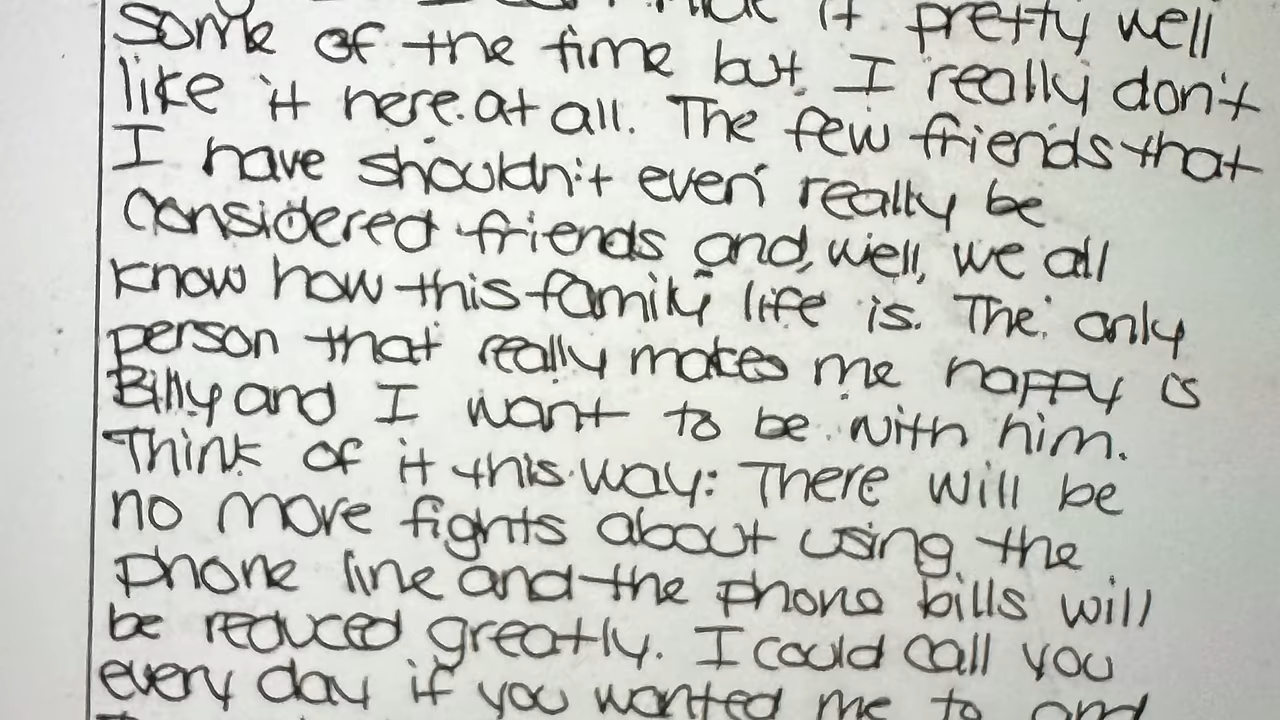 hide it pretty well
some of the time but I really don't
like it here at all. The few friends that
I have shouldn't even really be
considered friends and, well, we all
know how this family life is. The only
person that really makes me happy is
Billy and I want to be with him.
Think of it this way: There will be
no more fights about using the
phone line and the phone bills will
be reduced greatly. I could call you
every day if you wanted me to and